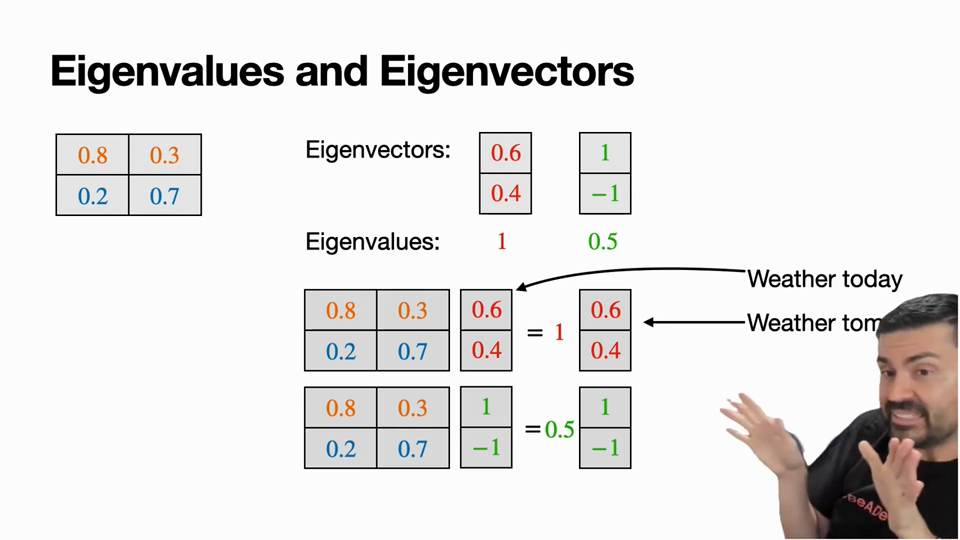 Eigenvalues and Eigenvectors
0.8 0.3
0.2 0.7
Eigenvectors:
0.6 1
0.4 −1
Eigenvalues: 1 0.5
Weather today
Weather
0.8 0.3 0.6 = 1 0.6
0.2 0.7 0.4 0.4
0.8 0.3 1 = 0.5 1
0.2 0.7 −1 −1